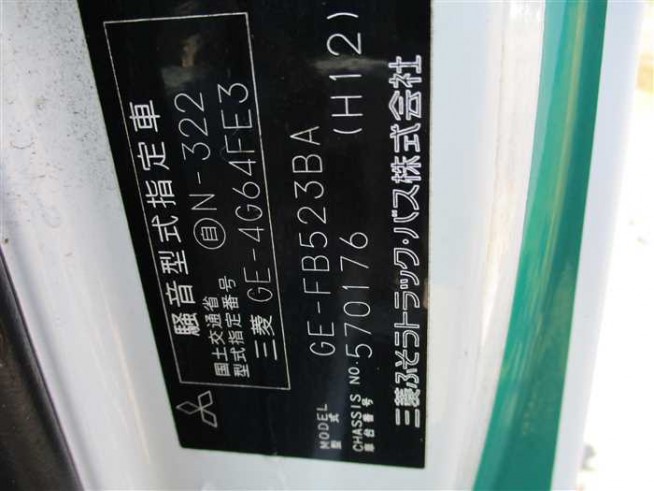 騒音型式指定車
国土交通省 自N-322
型式指定番号
三菱 GE-4G64FE3
MODEL GE-FB523BA
型式
CHASSIS NO. 570176 (H12)
車台番号
三菱ふそうトラック・バス株式会社